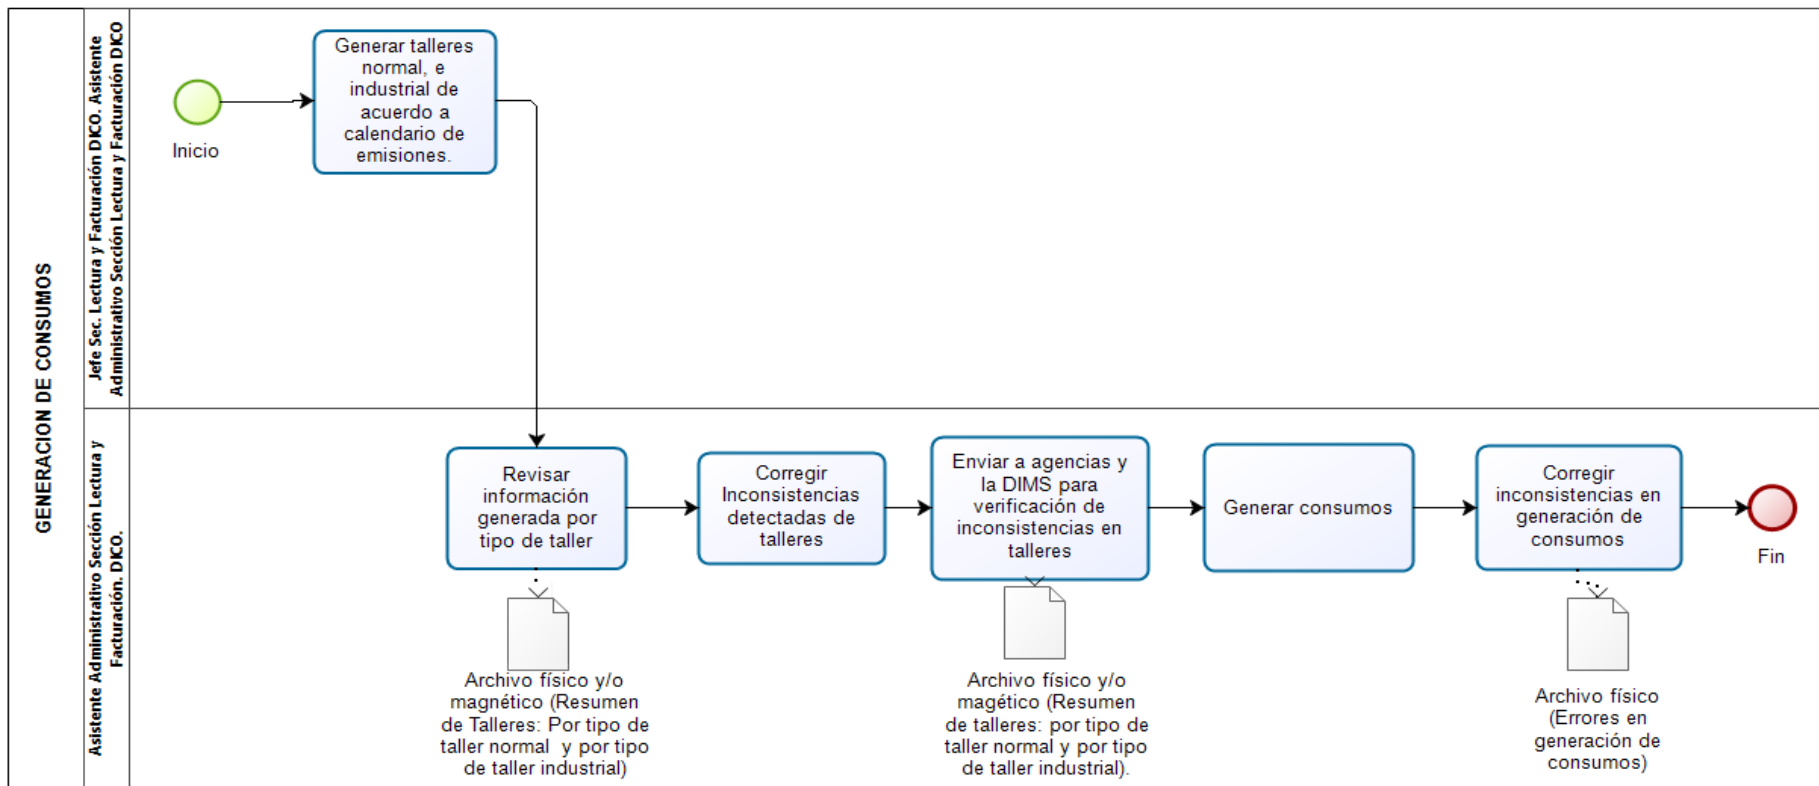 GENERACION DE CONSUMOS
Jefe Sec. Lectura y Facturación DICO. Asistente
Administrativo Sección Lectura y Facturación DICO
Inicio
Generar talleres
normal, e
industrial de
acuerdo a
calendario de
emisiones.
Asistente Administrativo Sección Lectura y
Facturación. DICO.
Revisar
información
generada por
tipo de taller
Corregir
Inconsistencias
detectadas de
talleres
Enviar a agencias y
la DIMS para
verificación de
inconsistencias en
talleres
Generar consumos
Corregir
inconsistencias en
generación de
consumos
Fin
Archivo físico y/o
magnético (Resumen
de Talleres: Por tipo de
taller normal y por tipo
de taller industrial)
Archivo físico y/o
magético (Resumen
de talleres: por tipo de
taller normal y por tipo
de taller industrial).
Archivo físico
(Errores en
generación de
consumos)